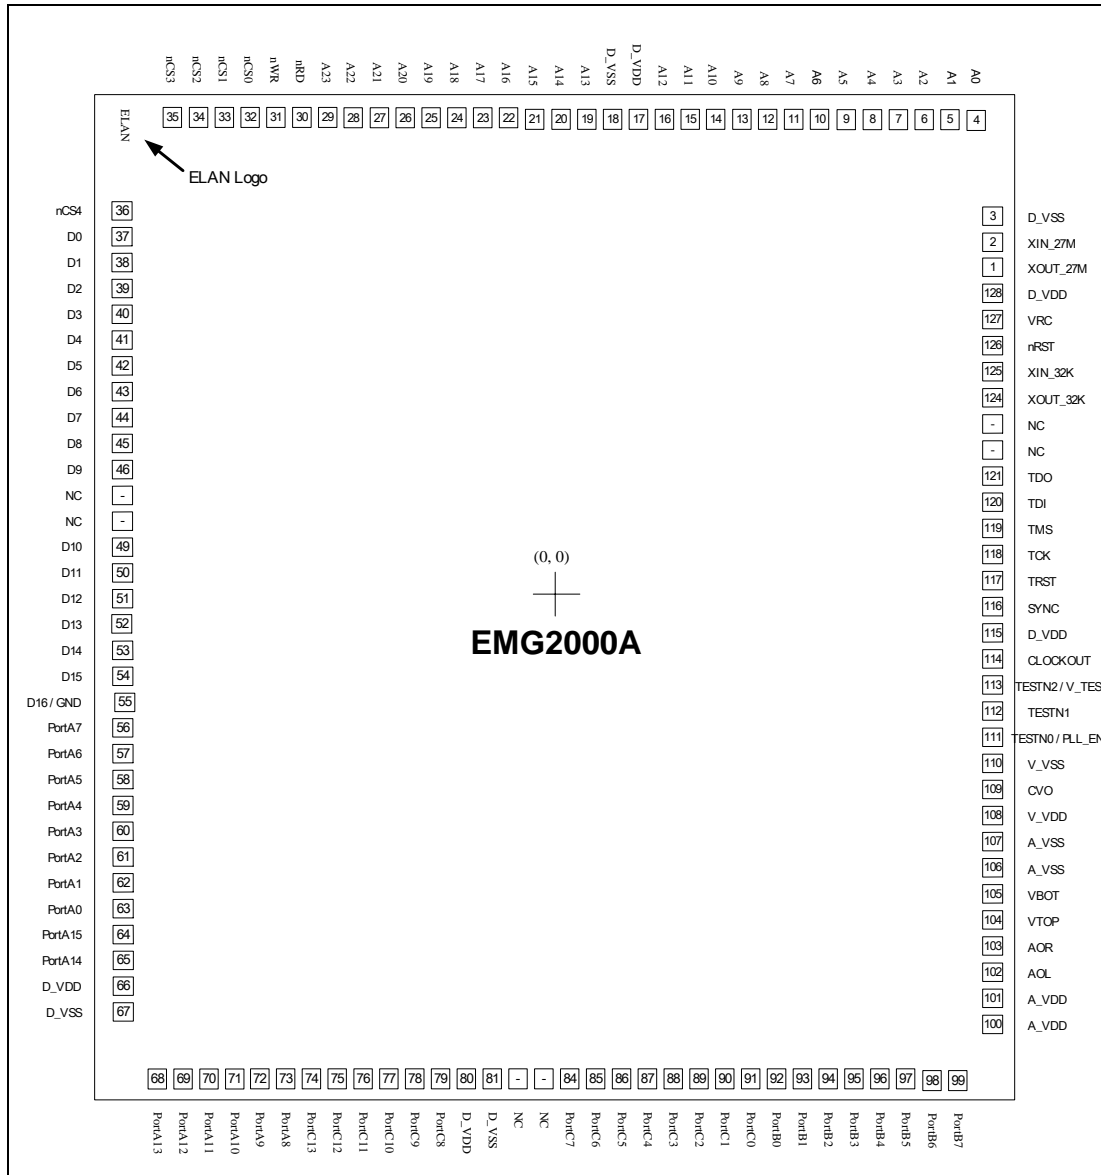 nCS3 nCS2 nCS1 nCS0 nWR nRD A23 A22 A21 A20 A19 A18 A17 A16 A15 A14 A13 D_VSS D_VDD A12 A11 A10 A9 A8 A7 A6 A5 A4 A3 A2 A1 A0
ELAN 35 34 33 32 31 30 29 28 27 26 25 24 23 22 21 20 19 18 17 16 15 14 13 12 11 10 9 8 7 6 5 4
ELAN Logo
nCS4 36
D0 37
D1 38
D2 39
D3 40
D4 41
D5 42
D6 43
D7 44
D8 45
D9 46
NC -
NC -
D10 49
D11 50
D12 51
D13 52
D14 53
D15 54
D16 / GND 55
PortA7 56
PortA6 57
PortA5 58
PortA4 59
PortA3 60
PortA2 61
PortA1 62
PortA0 63
PortA15 64
PortA14 65
D_VDD 66
D_VSS 67
(0, 0)
EMG2000A
3 D_VSS
2 XIN_27M
1 XOUT_27M
128 D_VDD
127 VRC
126 nRST
125 XIN_32K
124 XOUT_32K
- NC
- NC
121 TDO
120 TDI
119 TMS
118 TCK
117 TRST
116 SYNC
115 D_VDD
114 CLOCKOUT
113 TESTN2 / V_TES
112 TESTN1
111 TESTN0 / PLL_EN
110 V_VSS
109 CVO
108 V_VDD
107 A_VSS
106 A_VSS
105 VBOT
104 VTOP
103 AOR
102 AOL
101 A_VDD
100 A_VDD
68 69 70 71 72 73 74 75 76 77 78 79 80 81 - - 84 85 86 87 88 89 90 91 92 93 94 95 96 97 98 99
PortA13 PortA12 PortA11 PortA10 PortA9 PortA8 PortC13 PortC12 PortC11 PortC10 PortC9 PortC8 D_VDD D_VSS NC NC PortC7 PortC6 PortC5 PortC4 PortC3 PortC2 PortC1 PortC0 PortB0 PortB1 PortB2 PortB3 PortB4 PortB5 PortB6 PortB7